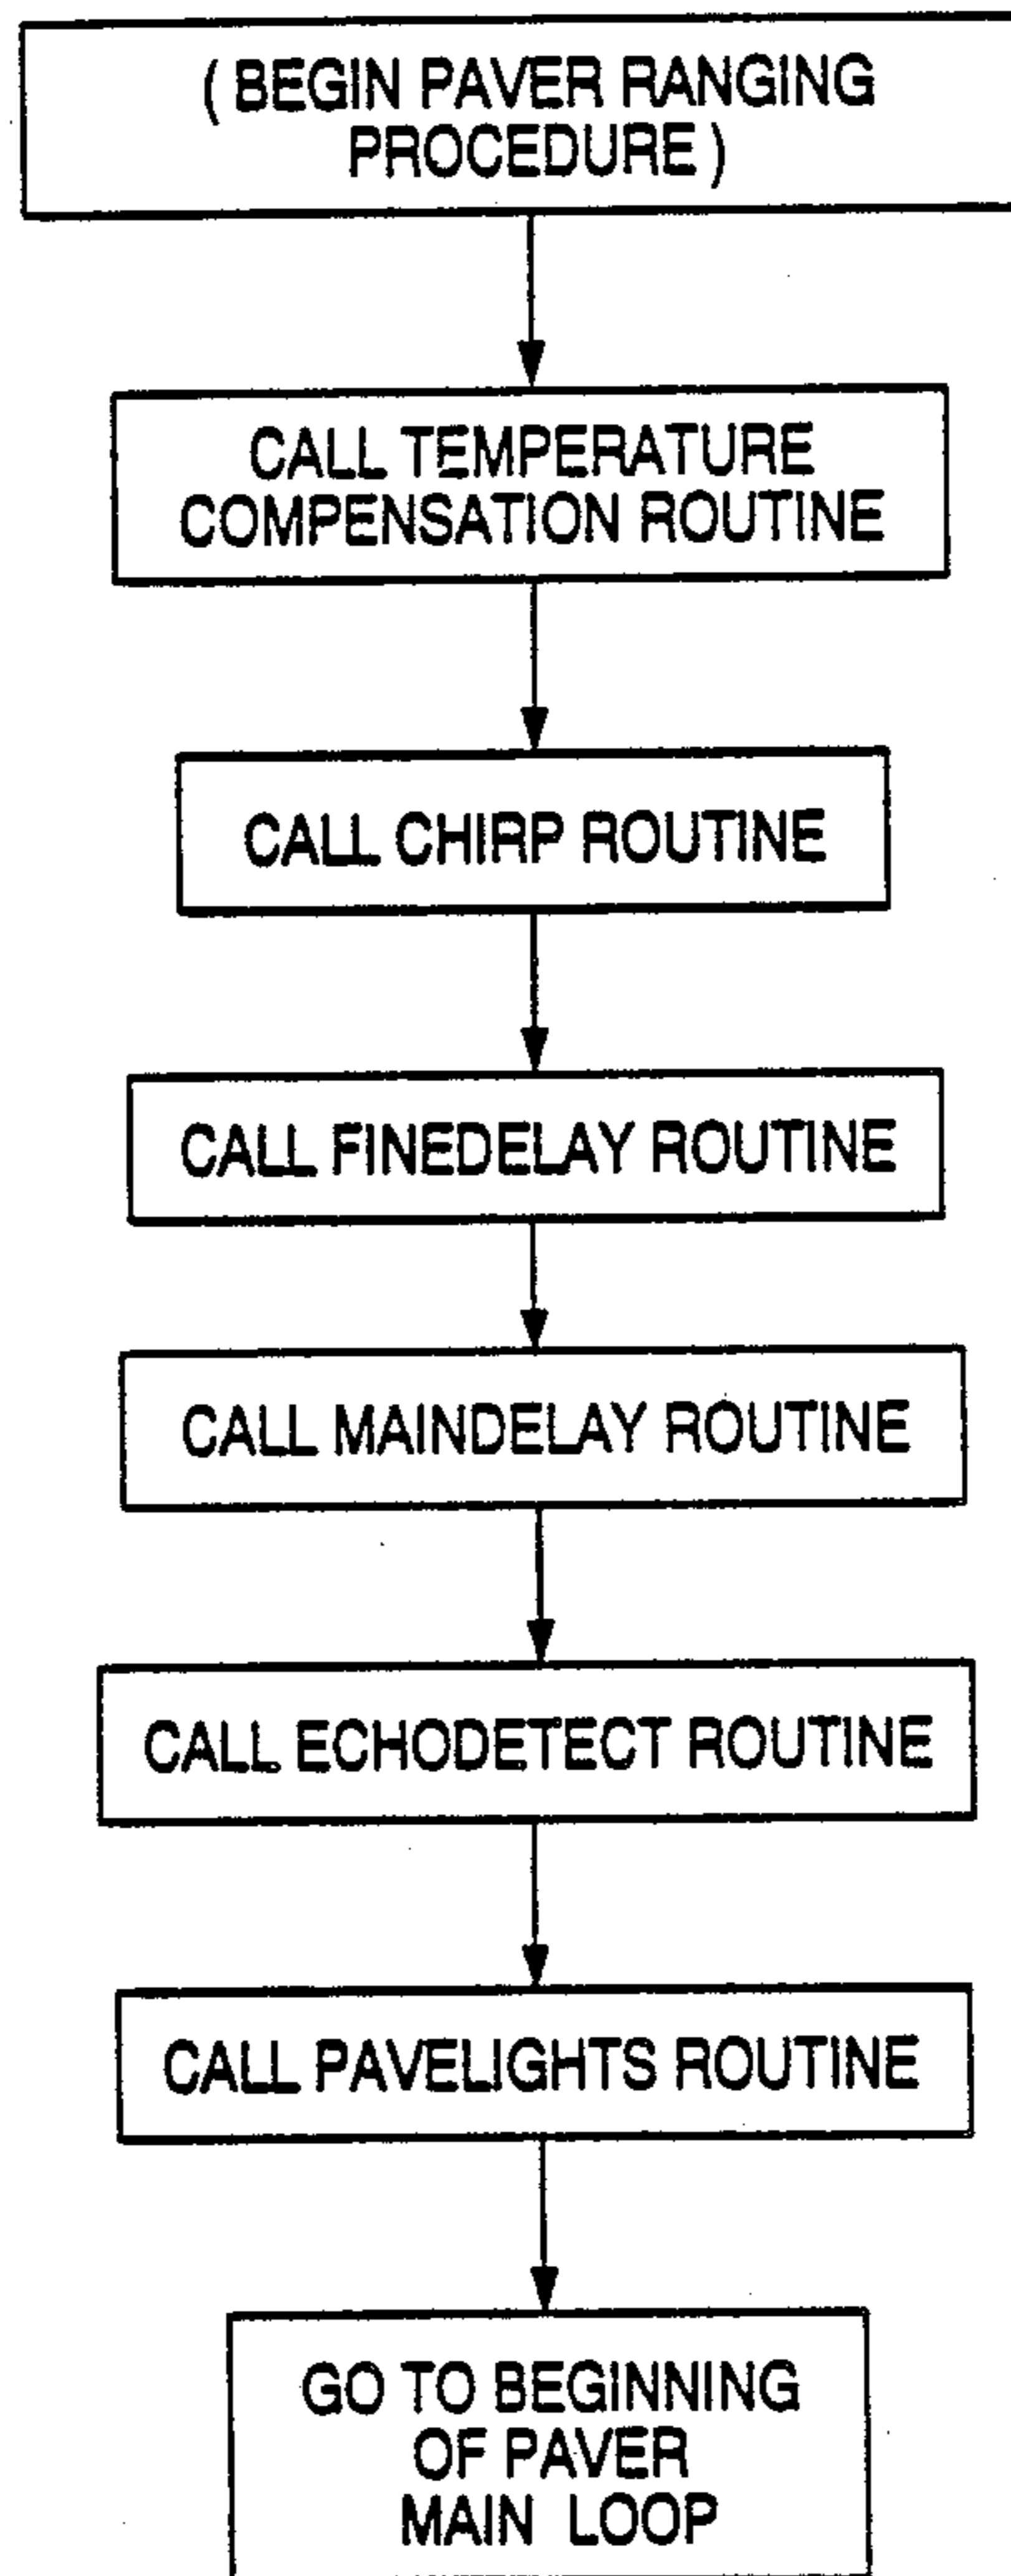 ( BEGIN PAVER RANGING
PROCEDURE )
CALL TEMPERATURE
COMPENSATION ROUTINE
CALL CHIRP ROUTINE
CALL FINEDELAY ROUTINE
CALL MAINDELAY ROUTINE
CALL ECHODETECT ROUTINE
CALL PAVELIGHTS ROUTINE
GO TO BEGINNING
OF PAVER
MAIN LOOP